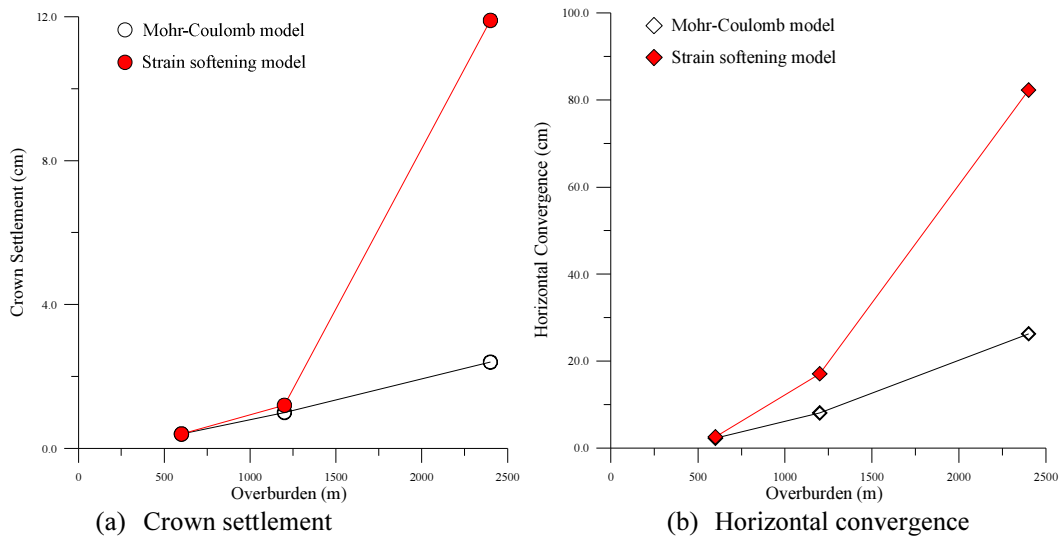 12.0
8.0
4.0
0.0
Crown Settlement (cm)
Mohr-Coulomb model
Strain softening model
0 500 1000 1500 2000 2500
Overburden (m)
(a) Crown settlement
100.0
80.0
60.0
40.0
20.0
0.0
Horizontal Convergence (cm)
Mohr-Coulomb model
Strain softening model
0 500 1000 1500 2000 2500
Overburden (m)
(b) Horizontal convergence